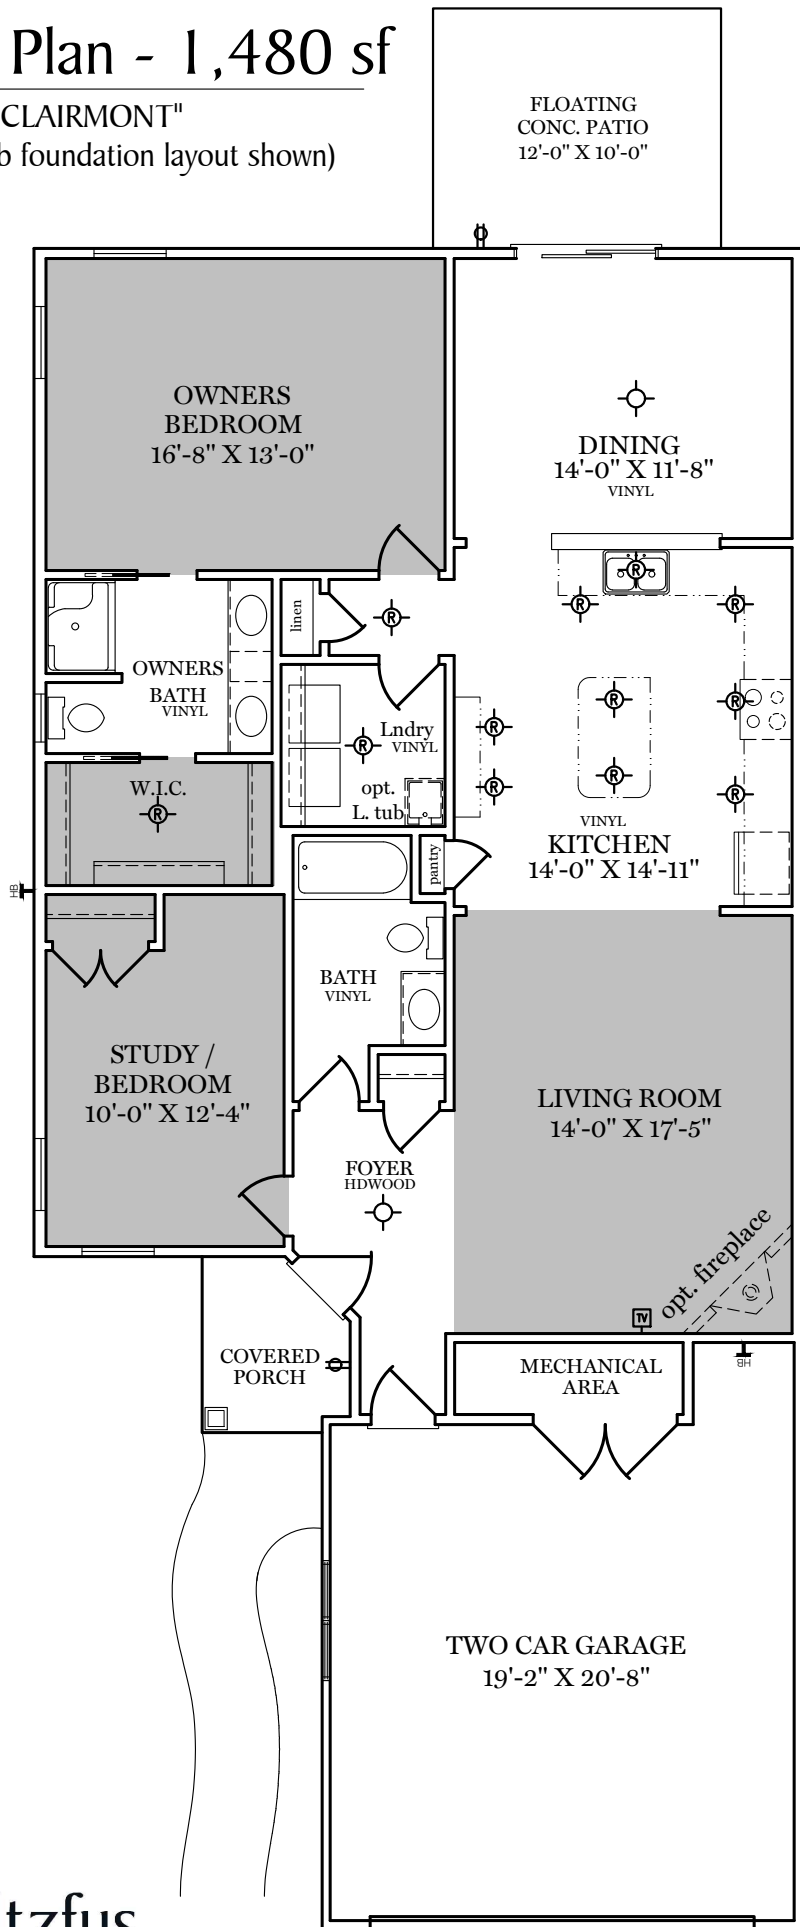 Plan - 1,480 sf
CLAIRMONT"
b foundation layout shown)
FLOATING
CONC. PATIO
12'-0" X 10'-0"
OWNERS
BEDROOM
16'-8" X 13'-0"
DINING
14'-0" X 11'-8"
VINYL
R
R
R
linen
R
OWNERS
BATH
VINYL
R
R
R
Lndry
VINYL
R
opt.
L. tub
R
R
R
W.I.C.
R
VINYL
KITCHEN
14'-0" X 14'-11"
pantry
HB
BATH
VINYL
STUDY /
BEDROOM
10'-0" X 12'-4"
LIVING ROOM
14'-0" X 17'-5"
FOYER
HDWOOD
opt. fireplace
TV
HB
COVERED
PORCH
MECHANICAL
AREA
TWO CAR GARAGE
19'-2" X 20'-8"
tzfus